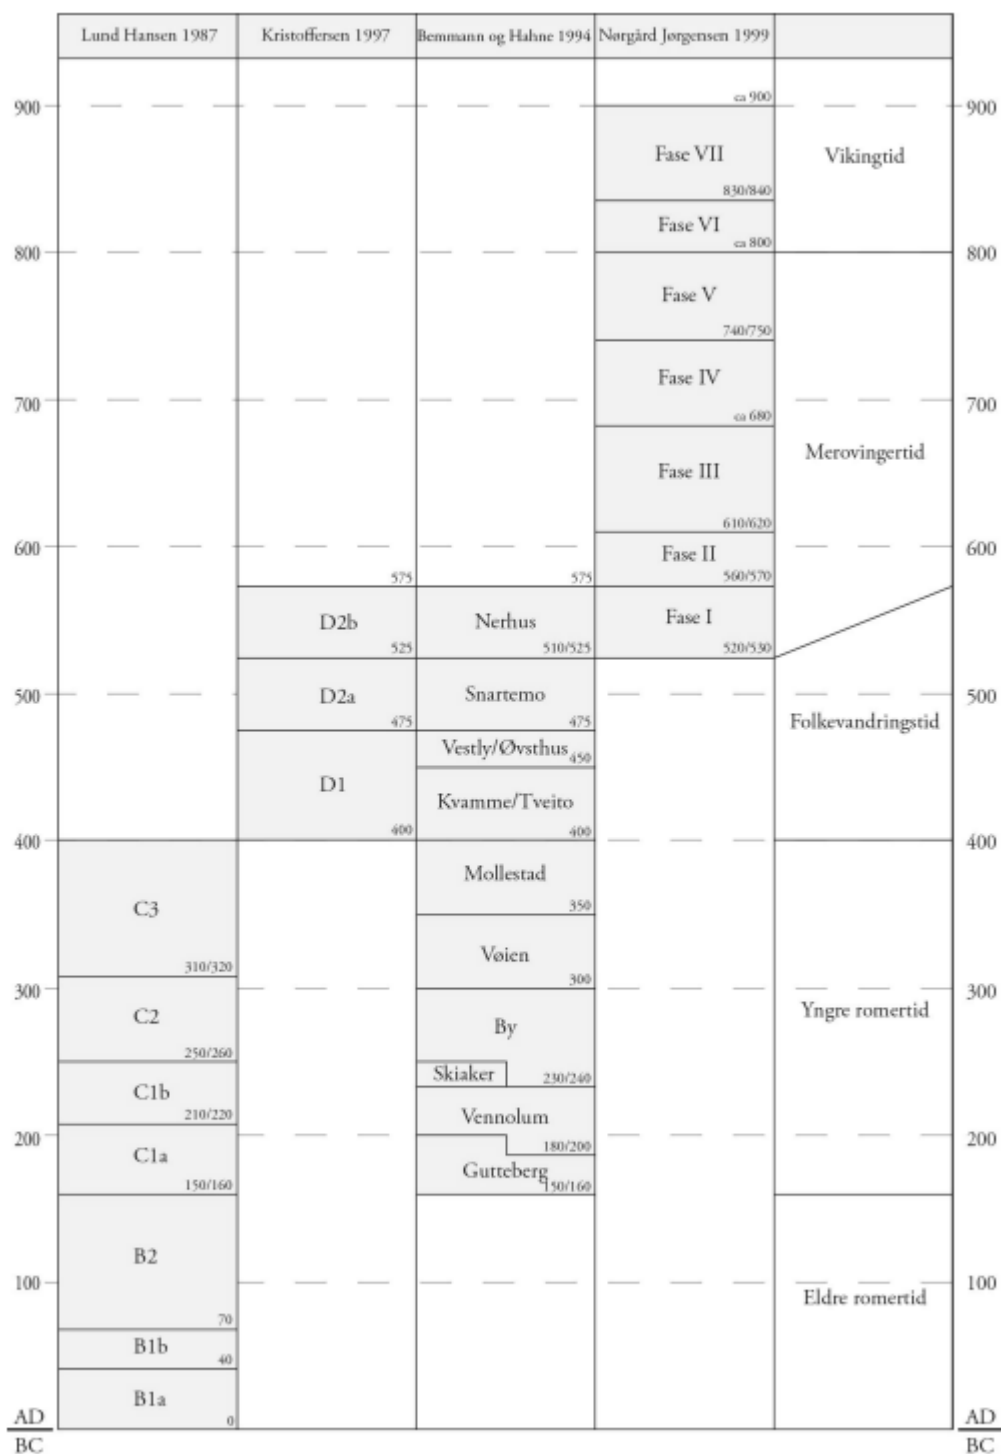 Lund Hansen 1987 Kristoffersen 1997 Bemmann og Hahne 1994 Nørgård Jørgensen 1999
ca 900
900 900
Fase VII Vikingtid
830/840
Fase VI
ca 800
800 800
Fase V
740/750
Fase IV
700 700
ca 680
Merovingertid
Fase III
610/620
600 600
Fase II
575 575 560/570
D2b Nerhus Fase I
525 510/525 520/530
500 D2a Snartemo 500
475 475 Folkevandringstid
Vestly/Øvsthus 450
D1 Kvamme/Tveito
400 400
400 400
Mollestad
C3 350
Vøien
310/320 300
300 300
C2 By Yngre romertid
250/260
Skiaker 230/240
C1b
210/220 Vennolum
200 180/200 200
C1a Gutteberg
150/160 150/160
B2
100 100
Eldre romertid
70
B1b
40
B1a
AD 0 AD
BC BC